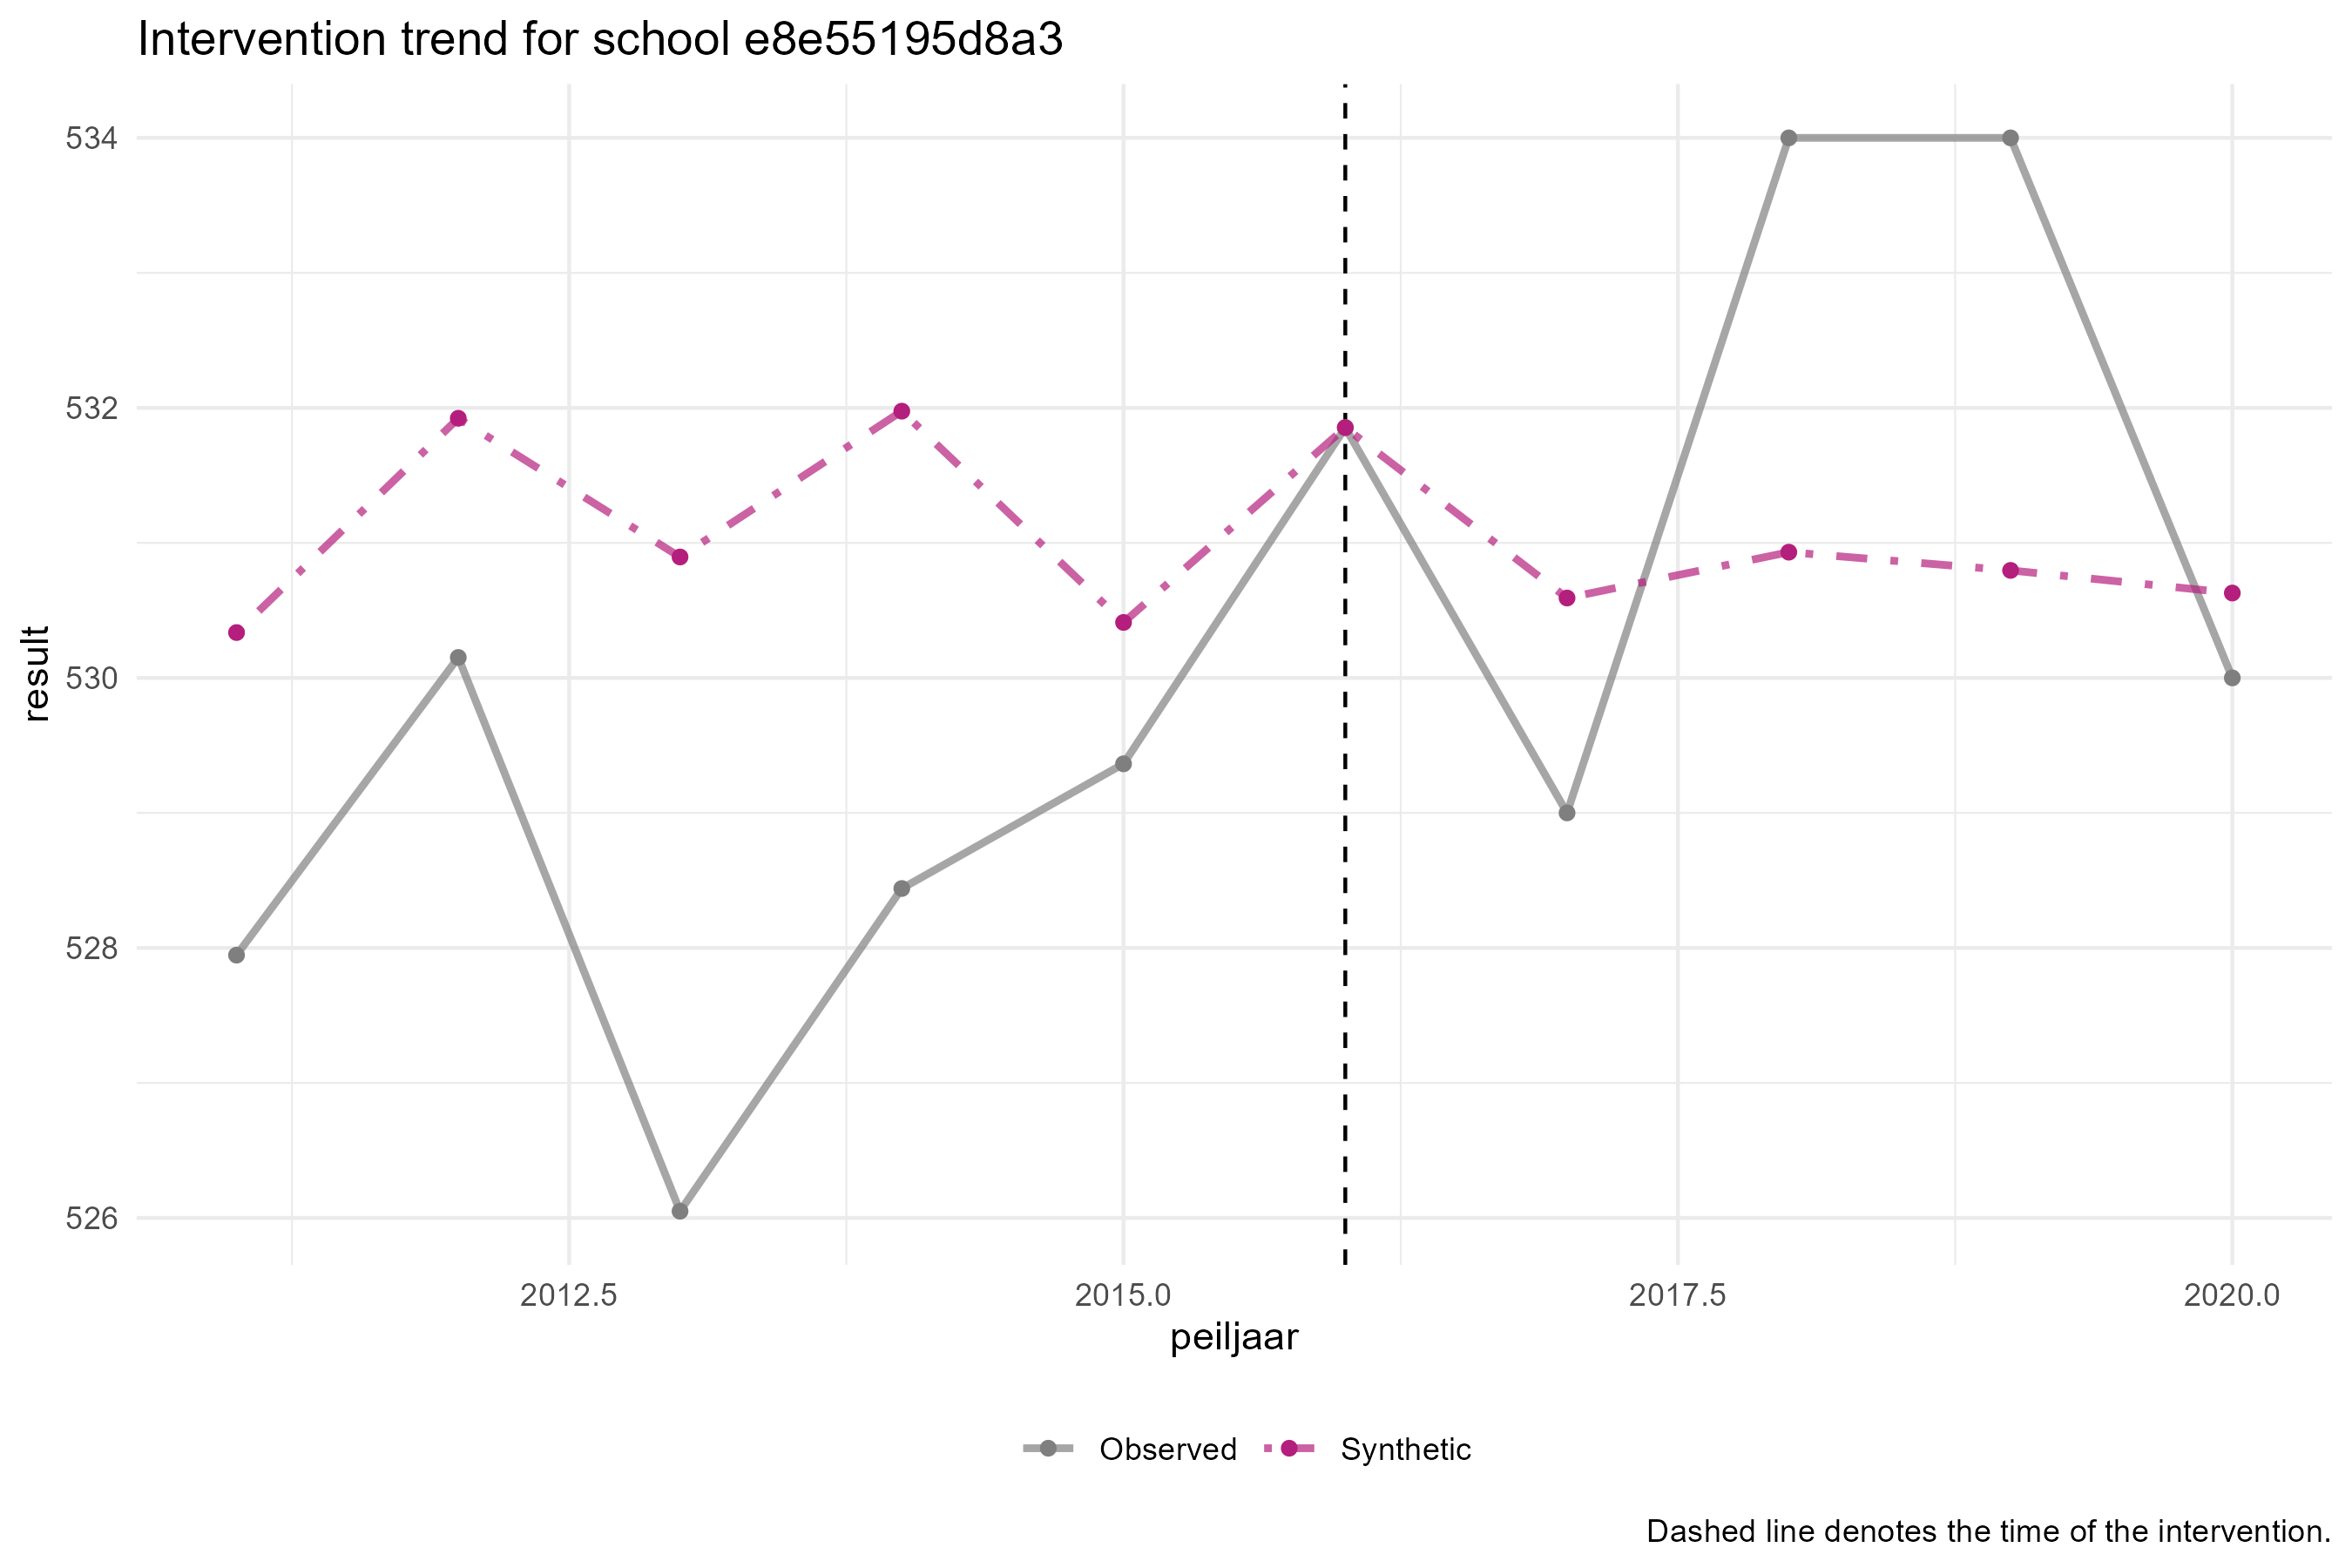 Intervention trend for school e8e55195d8a3
534
532
530
528
526
result
2012.5 2015.0 2017.5 2020.0
peiljaar
Observed Synthetic
Dashed line denotes the time of the intervention.